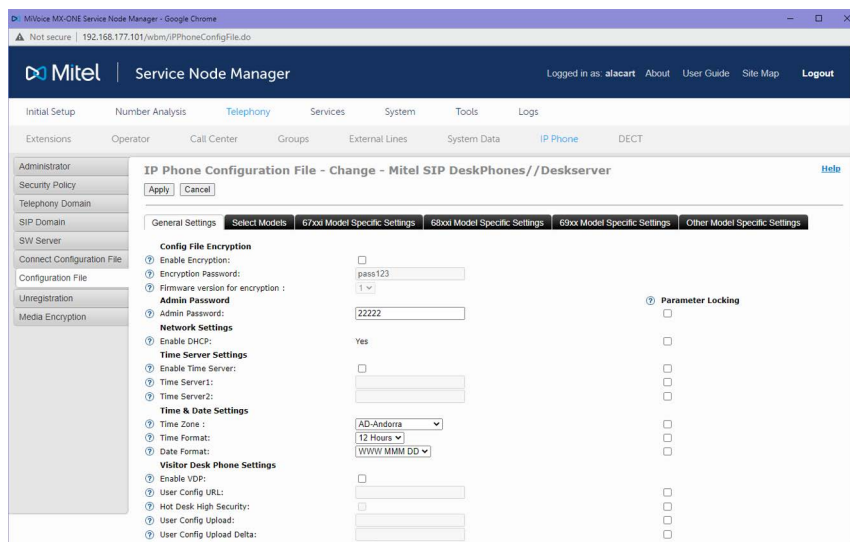 MiVoice MX-ONE Service Node Manager - Google Chrome
Not secure | 192.168.177.101/wbm/iPPhoneConfigFile.do
Mitel | Service Node Manager
Logged in as: alacart About User Guide Site Map Logout
Initial Setup Number Analysis Telephony Services System Tools Logs
Extensions Operator Call Center Groups External Lines System Data IP Phone DECT
Administrator
Security Policy
Telephony Domain
SIP Domain
SW Server
Connect Configuration File
Configuration File
Unregistration
Media Encryption
IP Phone Configuration File - Change - Mitel SIP DeskPhones//Deskserver
Help
Apply Cancel
General Settings Select Models 67xxi Model Specific Settings 68xxi Model Specific Settings 69xx Model Specific Settings Other Model Specific Settings
Config File Encryption
Enable Encryption:
Encryption Password: pass123
Firmware version for encryption : 1
Admin Password Parameter Locking
Admin Password: 22222
Network Settings
Enable DHCP: Yes
Time Server Settings
Enable Time Server:
Time Server1:
Time Server2:
Time & Date Settings
Time Zone : AD-Andorra
Time Format: 12 Hours
Date Format: WWW MMM DD
Visitor Desk Phone Settings
Enable VDP:
User Config URL:
Hot Desk High Security:
User Config Upload:
User Config Upload Delta: